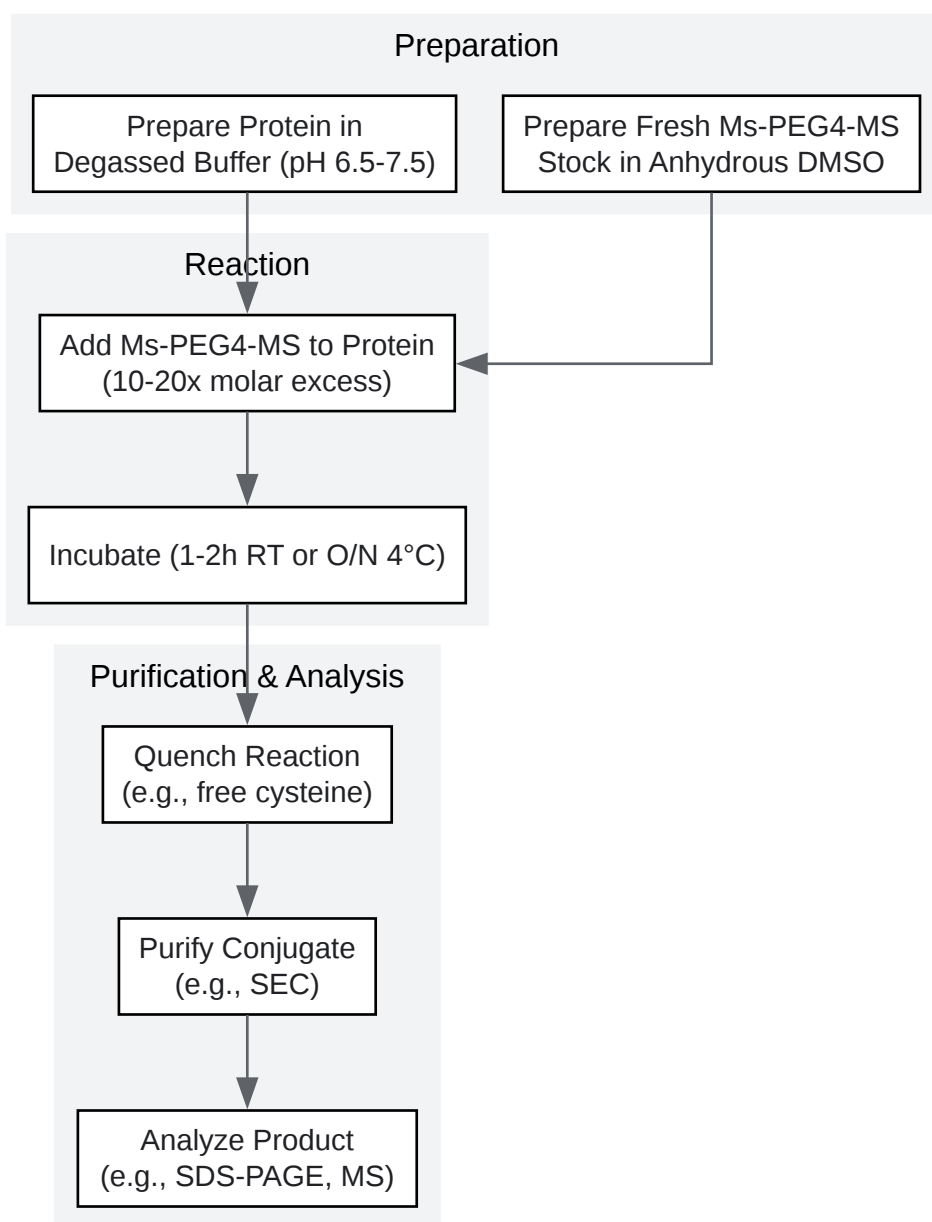 Preparation
Prepare Protein in
Degassed Buffer (pH 6.5-7.5)
Prepare Fresh Ms-PEG4-MS
Stock in Anhydrous DMSO
Reaction
Add Ms-PEG4-MS to Protein
(10-20x molar excess)
Incubate (1-2h RT or O/N 4°C)
Purification & Analysis
Quench Reaction
(e.g., free cysteine)
Purify Conjugate
(e.g., SEC)
Analyze Product
(e.g., SDS-PAGE, MS)